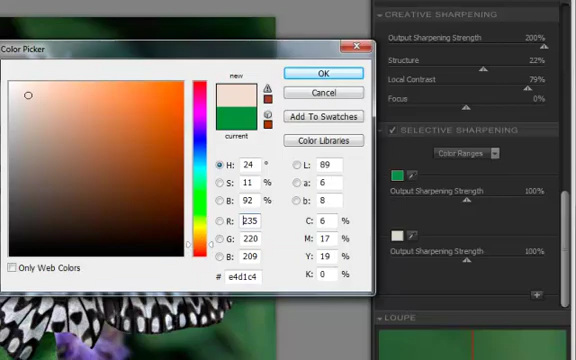 CREATIVE SHARPENING
Output Sharpening Strength 200%
Structure 22%
Local Contrast 79%
Focus 0%
SELECTIVE SHARPENING
Color Ranges
Output Sharpening Strength 100%
Output Sharpening Strength 100%
LOUPE
Color Picker
new
current
OK
Cancel
Add To Swatches
Color Libraries
H: 24 ° L: 89
S: 11 % a: 6
B: 92 % b: 8
R: 235 C: 6 %
G: 220 M: 17 %
B: 209 Y: 19 %
# e4d1c4 K: 0 %
Only Web Colors